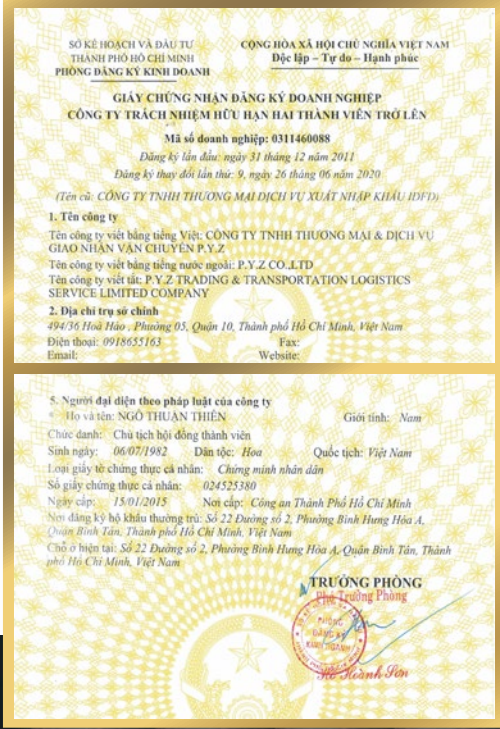 SỞ KẾ HOẠCH VÀ ĐẦU TƯ
THÀNH PHỐ HỒ CHÍ MINH
PHÒNG ĐĂNG KÝ KINH DOANH
CỘNG HÒA XÃ HỘI CHỦ NGHĨA VIỆT NAM
Độc lập – Tự do – Hạnh phúc
GIẤY CHỨNG NHẬN ĐĂNG KÝ DOANH NGHIỆP
CÔNG TY TRÁCH NHIỆM HỮU HẠN HAI THÀNH VIÊN TRỞ LÊN
Mã số doanh nghiệp: 0311460088
Đăng ký lần đầu: ngày 31 tháng 12 năm 2011
Đăng ký thay đổi lần thứ: 9, ngày 26 tháng 06 năm 2020
(Tên cũ: CÔNG TY TNHH THƯƠNG MẠI DỊCH VỤ XUẤT NHẬP KHẨU IDFD)
1. Tên công ty
Tên công ty viết bằng tiếng Việt: CÔNG TY TNHH THƯƠNG MẠI & DỊCH VỤ
GIAO NHẬN VẬN CHUYỂN P.Y.Z
Tên công ty viết bằng tiếng nước ngoài: P.Y.Z CO.,LTD
Tên công ty viết tắt: P.Y.Z TRADING & TRANSPORTATION LOGISTICS
SERVICE LIMITED COMPANY
2. Địa chỉ trụ sở chính
494/36 Hoà Hảo , Phường 05, Quận 10, Thành phố Hồ Chí Minh, Việt Nam
Điện thoại: 0918655163 Fax:
Email: Website:
5. Người đại diện theo pháp luật của công ty
* Họ và tên: NGÔ THUẬN THIÊN Giới tính: Nam
Chức danh: Chủ tịch hội đồng thành viên
Sinh ngày: 06/07/1982 Dân tộc: Hoa Quốc tịch: Việt Nam
Loại giấy tờ chứng thực cá nhân: Chứng minh nhân dân
Số giấy chứng thực cá nhân: 024525380
Ngày cấp: 15/01/2015 Nơi cấp: Công an Thành Phố Hồ Chí Minh
Nơi đăng ký hộ khẩu thường trú: Số 22 Đường số 2, Phường Bình Hưng Hòa A,
Quận Bình Tân, Thành phố Hồ Chí Minh, Việt Nam
Chỗ ở hiện tại: Số 22 Đường số 2, Phường Bình Hưng Hòa A, Quận Bình Tân, Thành
phố Hồ Chí Minh, Việt Nam
TRƯỞNG PHÒNG
Phó Trưởng Phòng
PHÒNG
ĐĂNG KÝ
KINH DOANH
Hồ Hoành Sơn